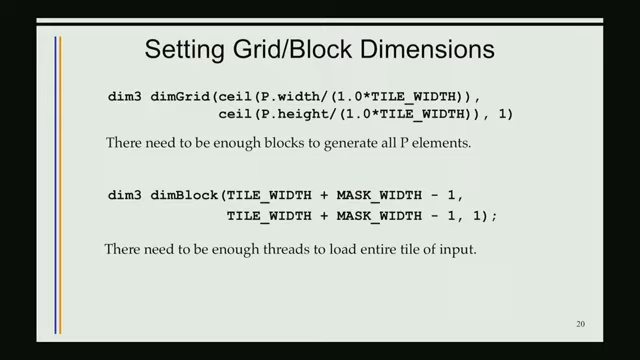 Setting Grid/Block Dimensions
dim3 dimGrid(ceil(P.width/(1.0*TILE_WIDTH)),
ceil(P.height/(1.0*TILE_WIDTH)), 1)
There need to be enough blocks to generate all P elements.
dim3 dimBlock(TILE_WIDTH + MASK_WIDTH - 1,
TILE_WIDTH + MASK_WIDTH - 1, 1);
There need to be enough threads to load entire tile of input.
20